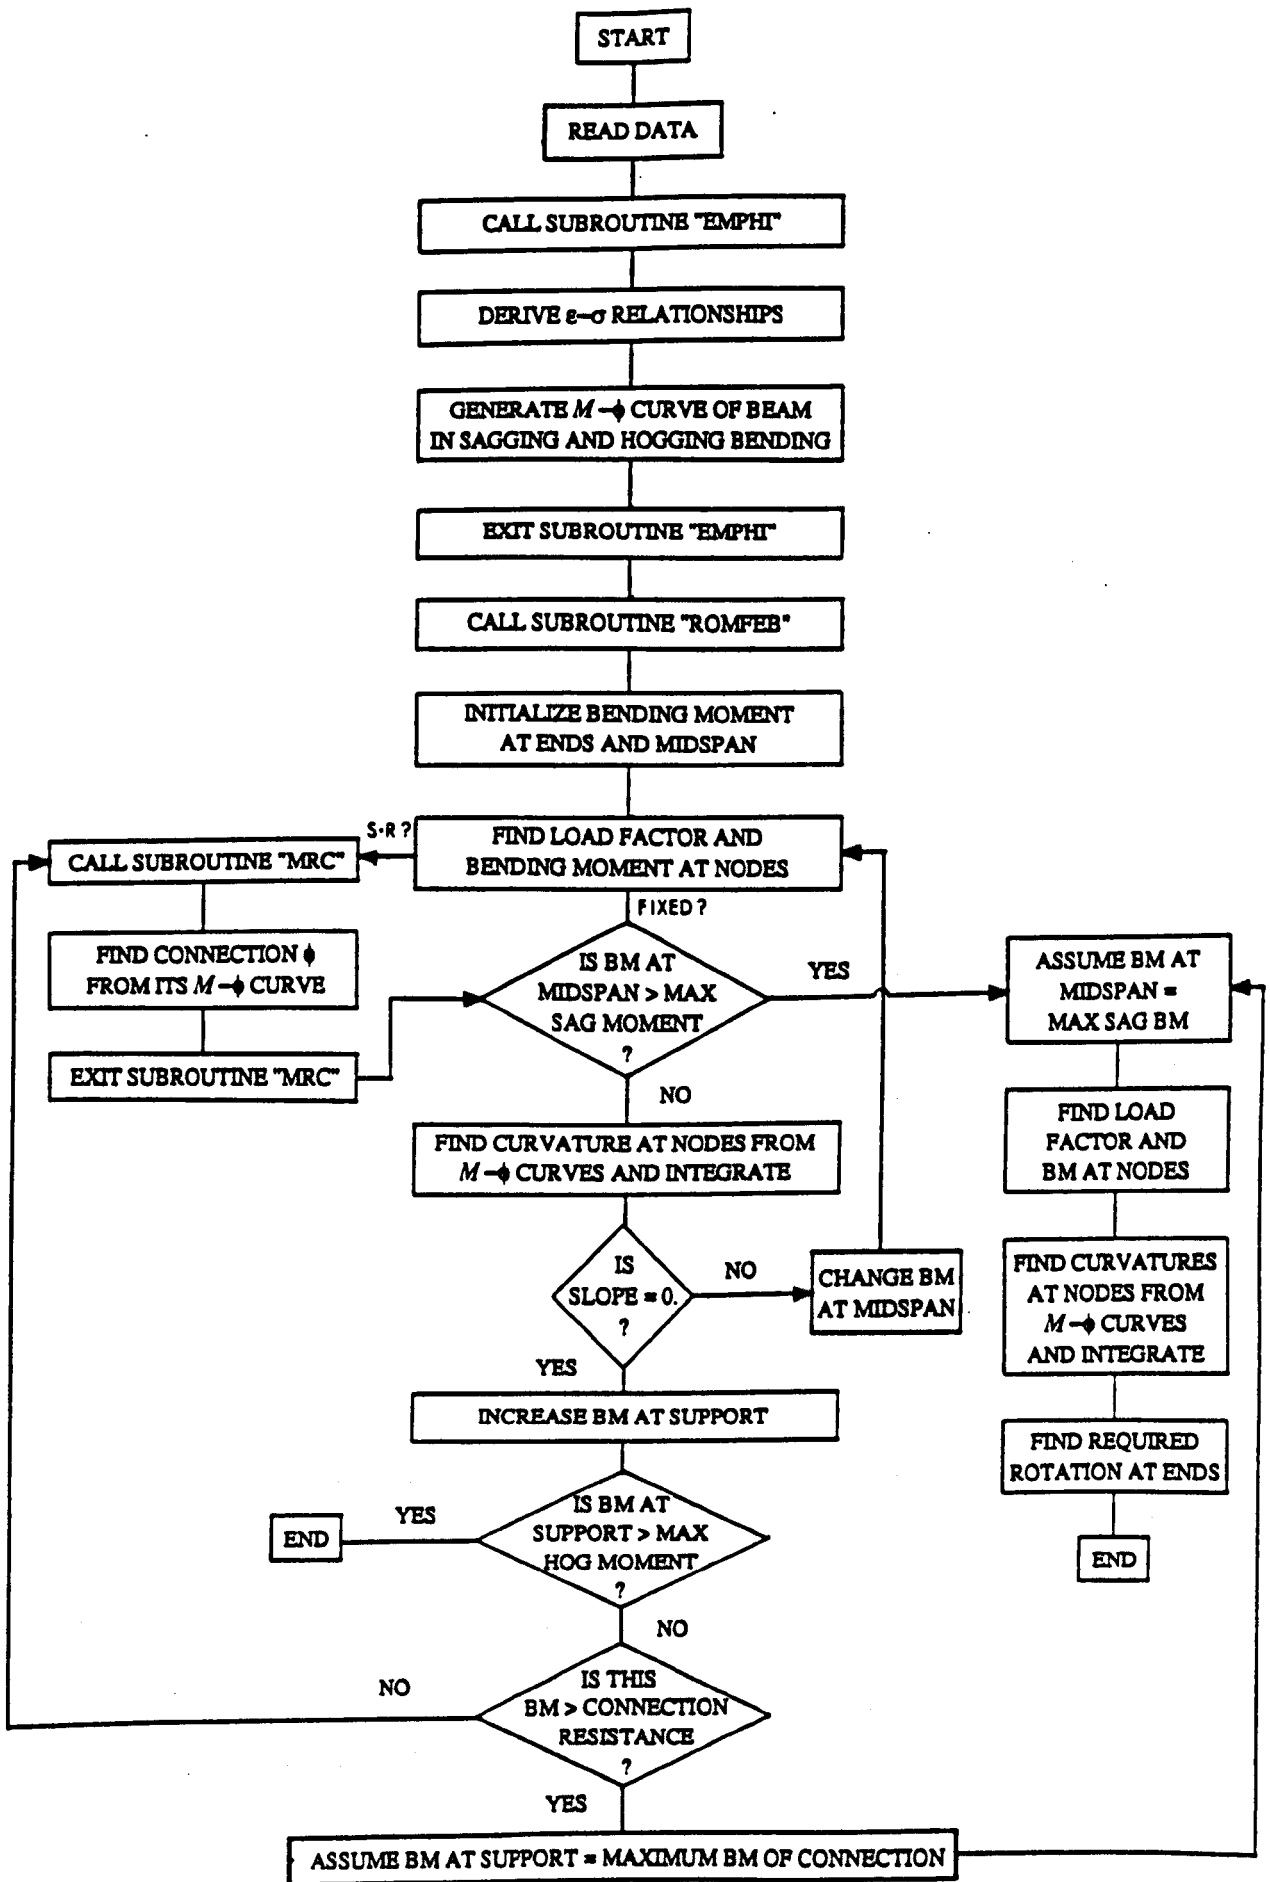 START
READ DATA
CALL SUBROUTINE "EMPHI"
DERIVE ε-σ RELATIONSHIPS
GENERATE M-ϕ CURVE OF BEAM
IN SAGGING AND HOGGING BENDING
EXIT SUBROUTINE "EMPHI"
CALL SUBROUTINE "ROMFEB"
INITIALIZE BENDING MOMENT
AT ENDS AND MIDSPAN
S-R ?
FIND LOAD FACTOR AND
BENDING MOMENT AT NODES
CALL SUBROUTINE "MRC"
FIND CONNECTION ϕ
FROM ITS M-ϕ CURVE
EXIT SUBROUTINE "MRC"
FIXED ?
IS BM AT
MIDSPAN > MAX
SAG MOMENT
?
YES
NO
ASSUME BM AT
MIDSPAN =
MAX SAG BM
FIND LOAD
FACTOR AND
BM AT NODES
FIND CURVATURES
AT NODES FROM
M-ϕ CURVES
AND INTEGRATE
FIND REQUIRED
ROTATION AT ENDS
END
FIND CURVATURE AT NODES FROM
M-ϕ CURVES AND INTEGRATE
IS
SLOPE = 0.
?
NO
CHANGE BM
AT MIDSPAN
YES
INCREASE BM AT SUPPORT
IS BM AT
SUPPORT > MAX
HOG MOMENT
?
YES
END
NO
IS THIS
BM > CONNECTION
RESISTANCE
?
NO
YES
ASSUME BM AT SUPPORT = MAXIMUM BM OF CONNECTION